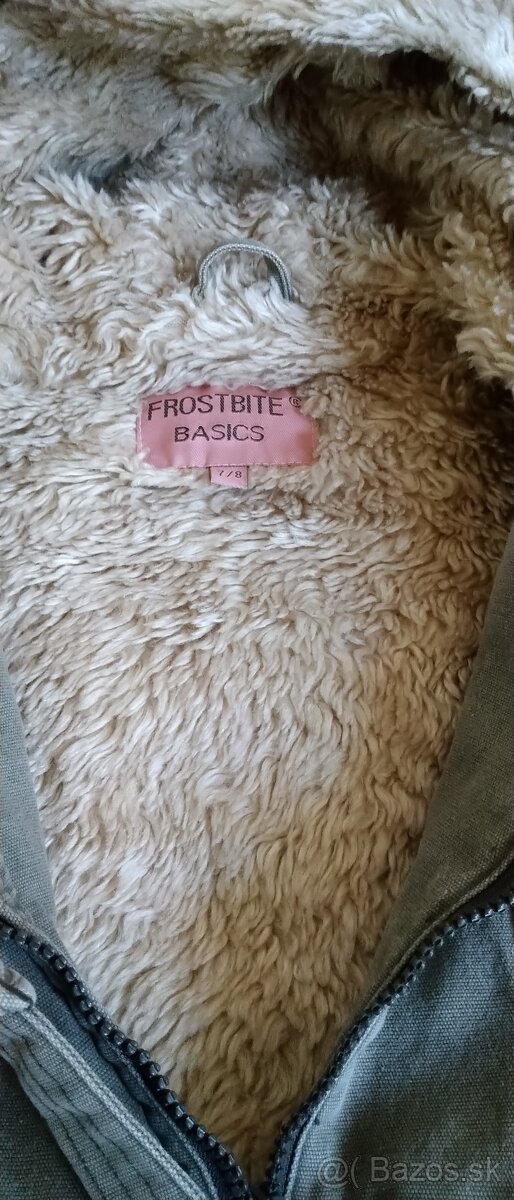 FROSTBITE ®
BASICS
7/8
@( Bazos.sk